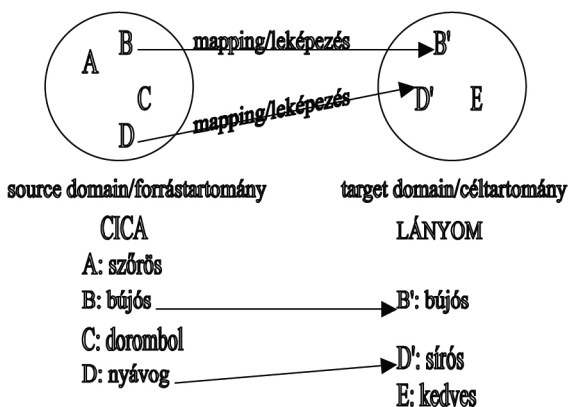 B mapping/leképezés B'
A
C D' E
mapping/leképezés
D
source domain/forrástartomány target domain/céltartomány
CICA LÁNYOM
A: szőrös
B: bújós B': bújós
C: dorombol
D: nyávog D': sírós
E: kedves